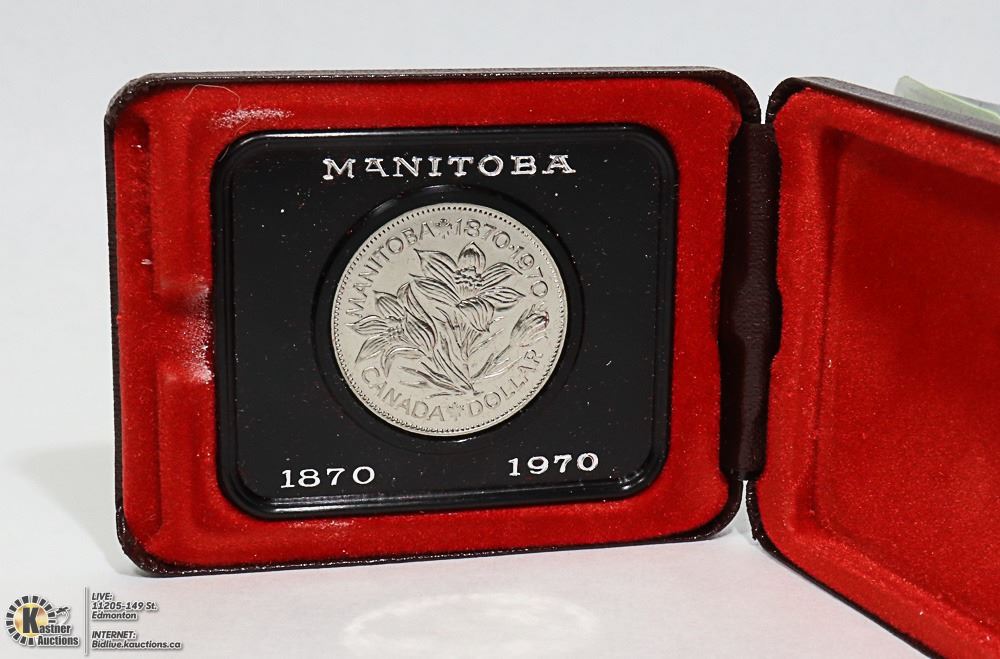 MANITOBA
MANITOBA 1870·1970
CANADA DOLLAR
1870 1970
Kastner
Auctions
LIVE:
11205-149 St.
Edmonton
INTERNET:
Bidlive.kauctions.ca